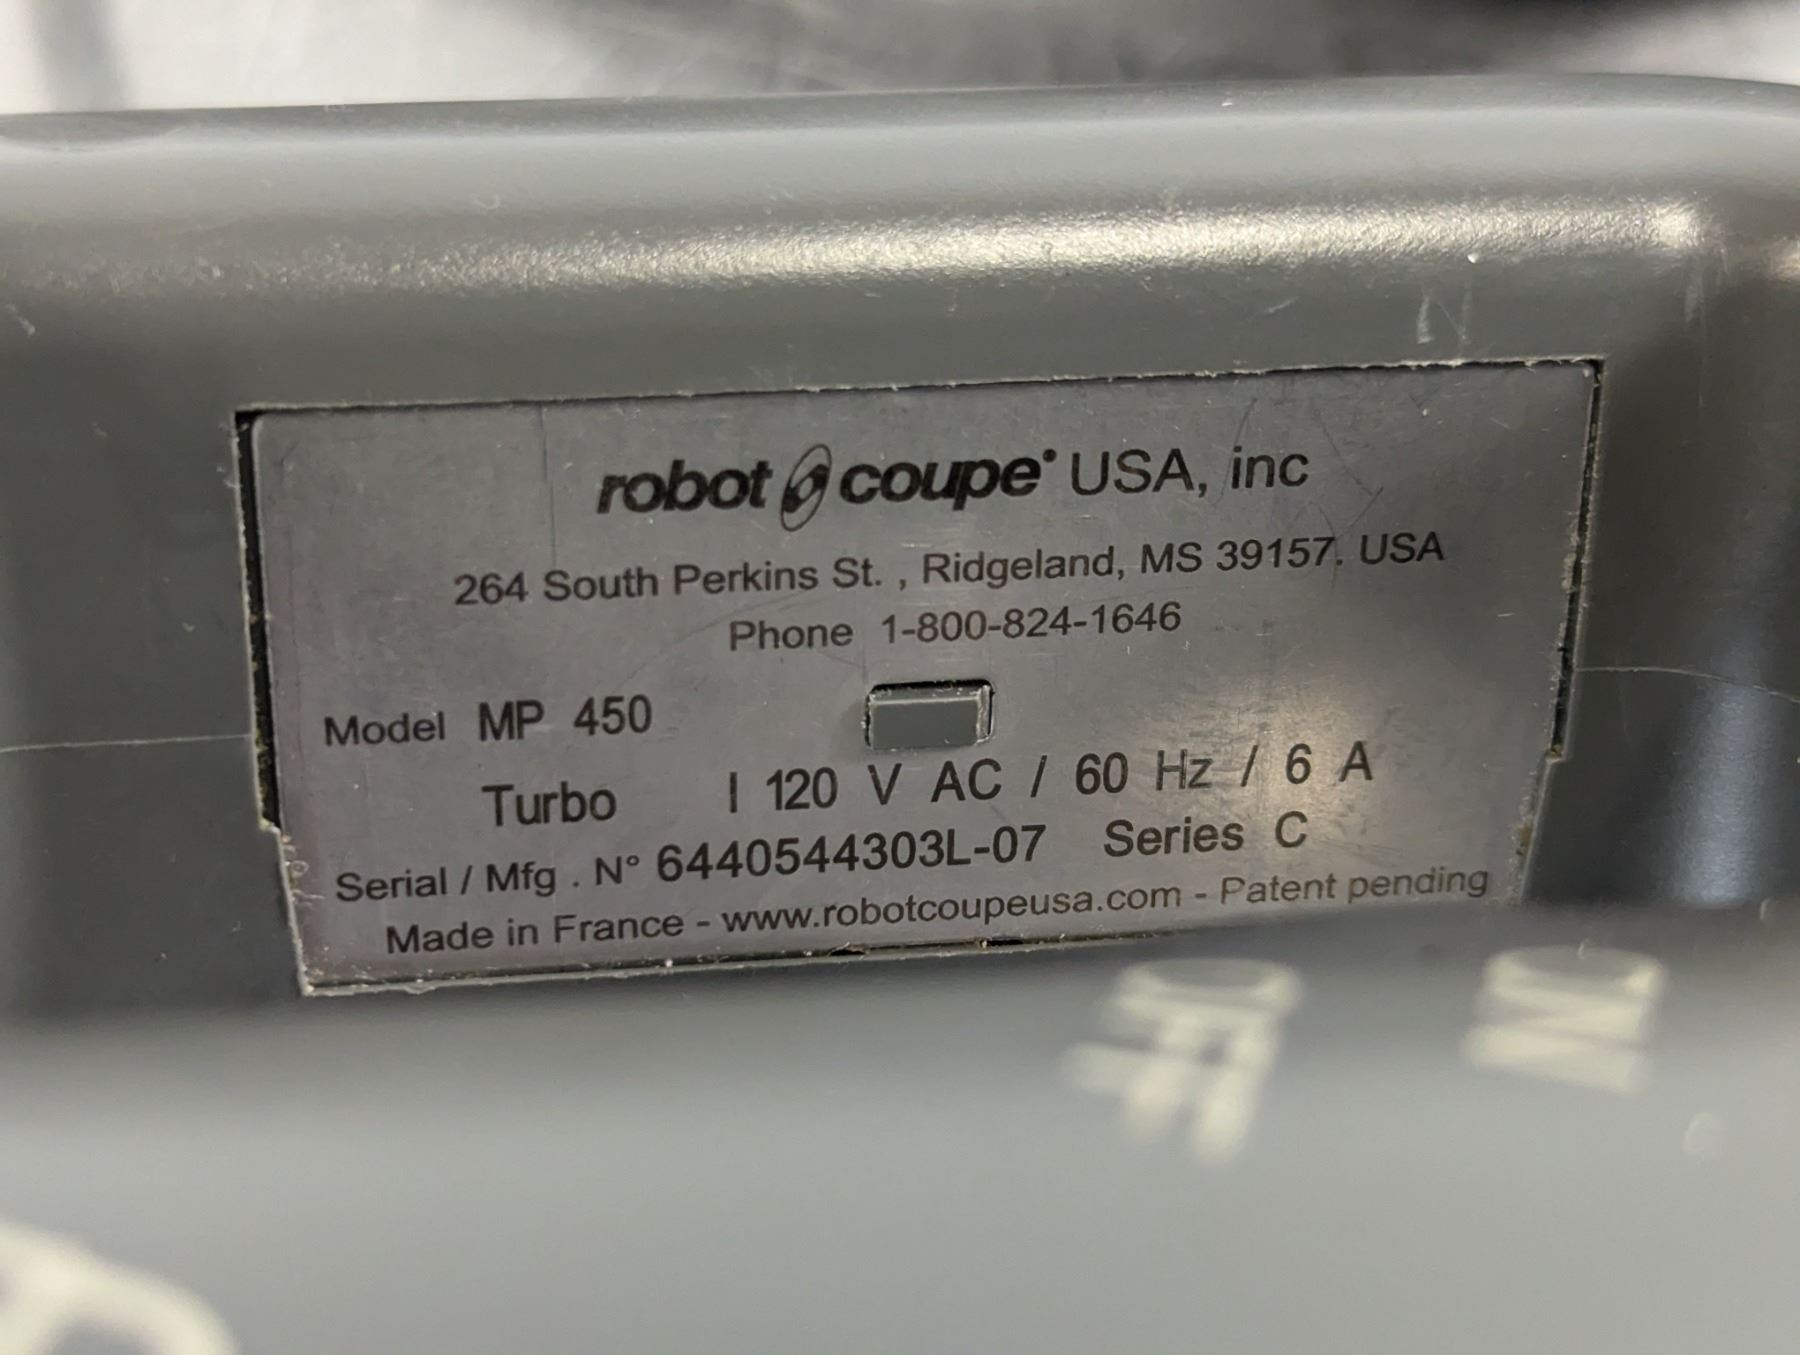 robot coupe® USA, inc
264 South Perkins St. , Ridgeland, MS 39157. USA
Phone 1-800-824-1646
Model MP 450
Turbo I 120 V AC / 60 Hz / 6 A
Serial / Mfg . N° 6440544303L-07 Series C
Made in France - www.robotcoupeusa.com - Patent pending